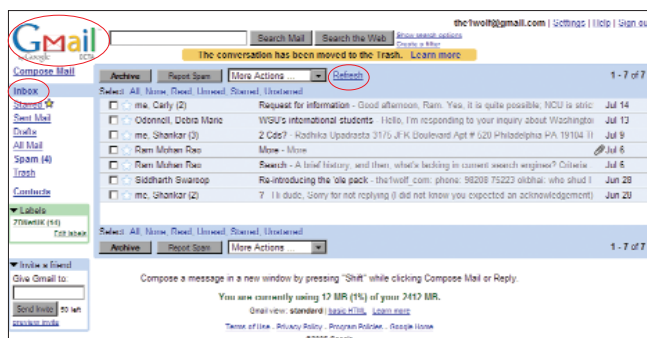 the1wolf@gmail.com | Settings | Help | Sign out
Gmail
by Google BETA
Search Mail Search the Web Show search options
Create a filter
The conversation has been moved to the Trash. Learn more
Compose Mail
Archive Report Spam More Actions ... Refresh 1 - 7 of 7
Inbox
Select: All, None, Read, Unread, Starred, Unstarred
Starred
Sent Mail
Drafts
All Mail
Spam (4)
Trash
Contacts
me, Carly (2) Request for information - Good afternoon, Ram. Yes, it is quite possible; NCU is stric Jul 14
Odonnell, Debra Marie WSU's international students - Hello, I'm responding to your inquiry about Washington Jul 13
me, Shankar (3) 2 Cds? - Radhika Upadrasta 3175 JFK Boulevard Apt # 520 Philadelphia PA 19104 Jul 9
Ram Mohan Rao More - More Jul 6
Ram Mohan Rao Search - A brief history, and then, what's lacking in current search engines? Criteria Jul 6
Siddharth Swaroop Re-introducing the 'ole pack - the1wolf_com: phone: 98208 75223 okbhai: who shud I Jun 28
me, Shankar (2) 7 - Hi dude, Sorry for not replying (I did not know you expected an acknowledgement) Jun 20
Labels
Edit labels
Select: All, None, Read, Unread, Starred, Unstarred
Archive Report Spam More Actions ... 1 - 7 of 7
Invite a friend
Give Gmail to:
Send Invite 50 left
preview invite
Compose a message in a new window by pressing "Shift" while clicking Compose Mail or Reply.
You are currently using 12 MB (1%) of your 2412 MB.
Gmail view: standard | basic HTML Learn more
Terms of Use - Privacy Policy - Program Policies - Google Home
©2005 Google